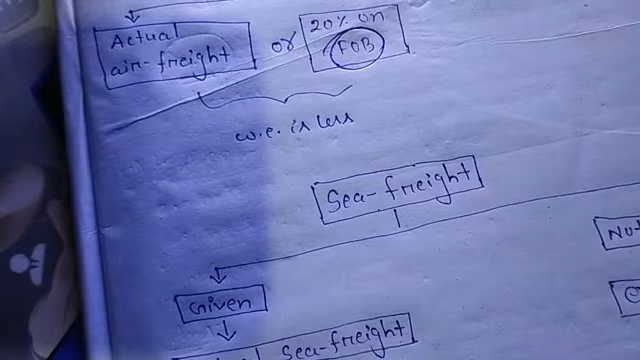 Actual
air-freight
or
20% on
FOB
w.e. is less
Sea-freight
Given
Sea-freight